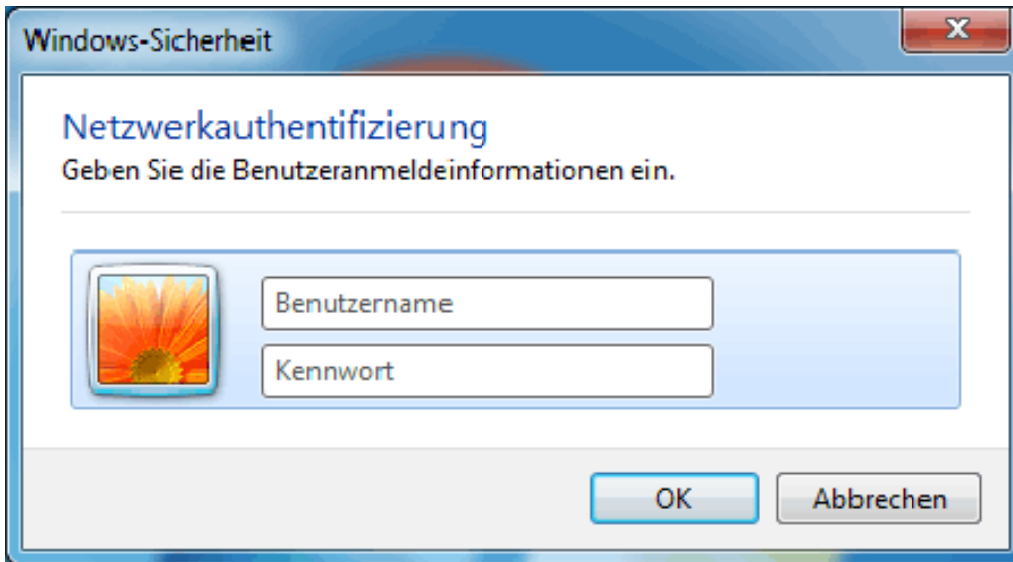 Windows-Sicherheit
Netzwerkauthentifizierung
Geben Sie die Benutzeranmeldeinformationen ein.
Benutzername
Kennwort
OK
Abbrechen